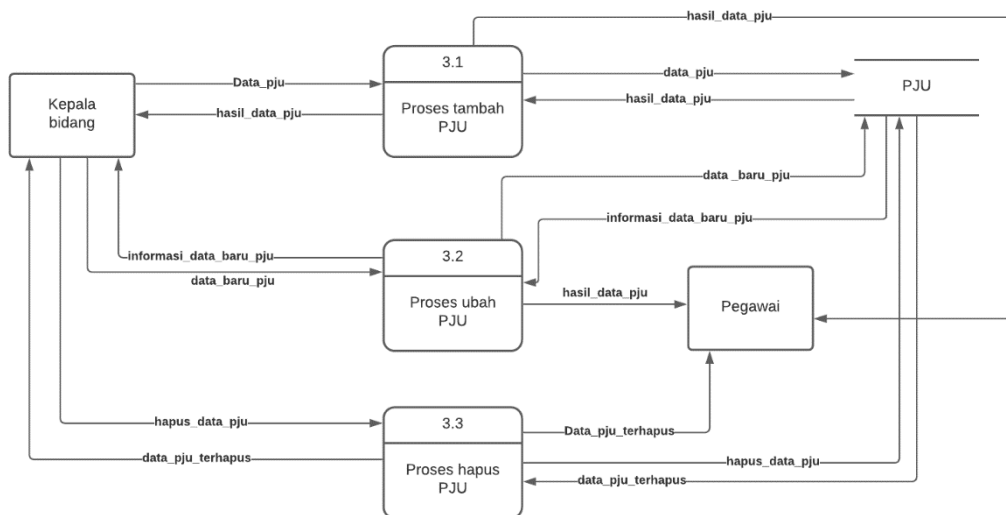 hasil_data_pju
3.1
Data_pju
data_pju
PJU
Kepala
bidang
hasil_data_pju
Proses tambah
PJU
hasil_data_pju
data _baru_pju
informasi_data_baru_pju
informasi_data_baru_pju
3.2
data_baru_pju
hasil_data_pju
Proses ubah
PJU
Pegawai
hapus_data_pju
3.3
Data_pju_terhapus
data_pju_terhapus
hapus_data_pju
Proses hapus
PJU
data_pju_terhapus